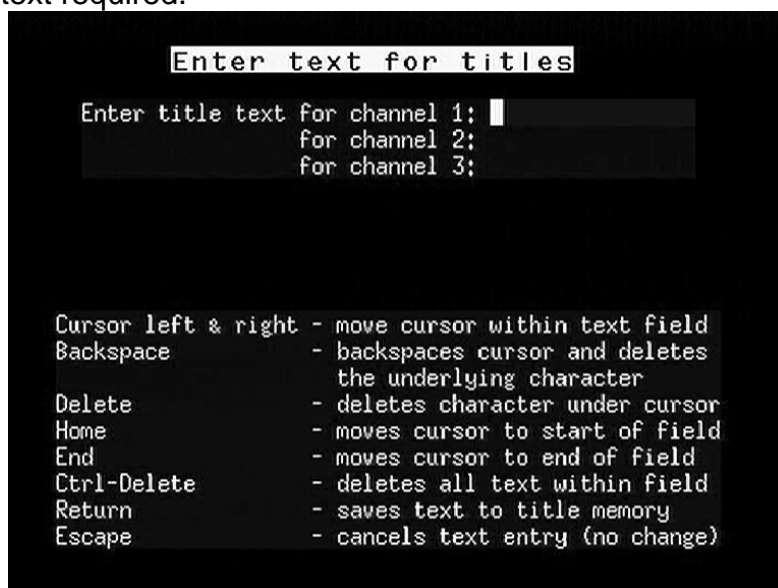 text required.
Enter text for titles
Enter title text for channel 1:
for channel 2:
for channel 3:
Cursor left & right - move cursor within text field
Backspace - backspaces cursor and deletes
the underlying character
Delete - deletes character under cursor
Home - moves cursor to start of field
End - moves cursor to end of field
Ctrl-Delete - deletes all text within field
Return - saves text to title memory
Escape - cancels text entry (no change)